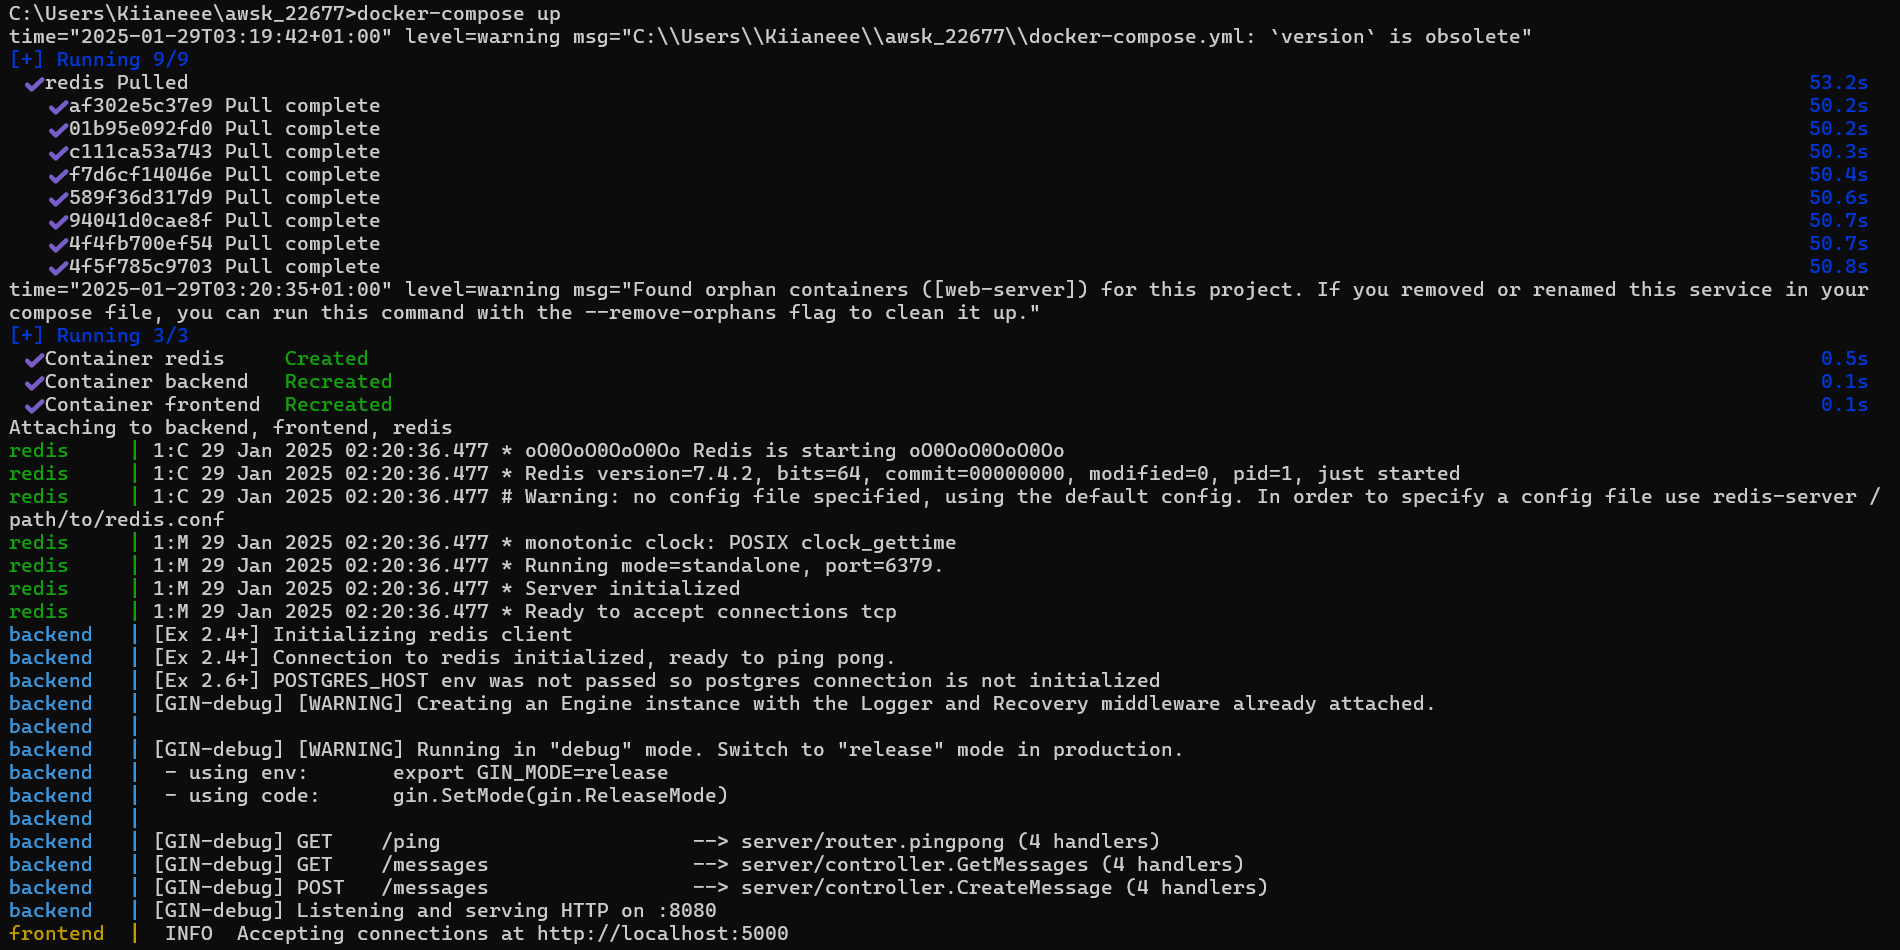 C:\Users\Kiianeee\awsk_22677>docker-compose up
time="2025-01-29T03:19:42+01:00" level=warning msg="C:\\Users\\Kiianeee\\awsk_22677\\docker-compose.yml: `version` is obsolete"
[+] Running 9/9
✔redis Pulled 53.2s
✔af302e5c37e9 Pull complete 50.2s
✔01b95e092fd0 Pull complete 50.2s
✔c111ca53a743 Pull complete 50.3s
✔f7d6cf14046e Pull complete 50.4s
✔589f36d317d9 Pull complete 50.6s
✔94041d0cae8f Pull complete 50.7s
✔4f4fb700ef54 Pull complete 50.7s
✔4f5f785c9703 Pull complete 50.8s
time="2025-01-29T03:20:35+01:00" level=warning msg="Found orphan containers ([web-server]) for this project. If you removed or renamed this service in your
compose file, you can run this command with the --remove-orphans flag to clean it up."
[+] Running 3/3
✔Container redis     Created 0.5s
✔Container backend   Recreated 0.1s
✔Container frontend  Recreated 0.1s
Attaching to backend, frontend, redis
redis     | 1:C 29 Jan 2025 02:20:36.477 * oO0OoO0OoO0Oo Redis is starting oO0OoO0OoO0Oo
redis     | 1:C 29 Jan 2025 02:20:36.477 * Redis version=7.4.2, bits=64, commit=00000000, modified=0, pid=1, just started
redis     | 1:C 29 Jan 2025 02:20:36.477 # Warning: no config file specified, using the default config. In order to specify a config file use redis-server /
path/to/redis.conf
redis     | 1:M 29 Jan 2025 02:20:36.477 * monotonic clock: POSIX clock_gettime
redis     | 1:M 29 Jan 2025 02:20:36.477 * Running mode=standalone, port=6379.
redis     | 1:M 29 Jan 2025 02:20:36.477 * Server initialized
redis     | 1:M 29 Jan 2025 02:20:36.477 * Ready to accept connections tcp
backend   | [Ex 2.4+] Initializing redis client
backend   | [Ex 2.4+] Connection to redis initialized, ready to ping pong.
backend   | [Ex 2.6+] POSTGRES_HOST env was not passed so postgres connection is not initialized
backend   | [GIN-debug] [WARNING] Creating an Engine instance with the Logger and Recovery middleware already attached.
backend   |
backend   | [GIN-debug] [WARNING] Running in "debug" mode. Switch to "release" mode in production.
backend   |  - using env:       export GIN_MODE=release
backend   |  - using code:      gin.SetMode(gin.ReleaseMode)
backend   |
backend   | [GIN-debug] GET    /ping                     --> server/router.pingpong (4 handlers)
backend   | [GIN-debug] GET    /messages                 --> server/controller.GetMessages (4 handlers)
backend   | [GIN-debug] POST   /messages                 --> server/controller.CreateMessage (4 handlers)
backend   | [GIN-debug] Listening and serving HTTP on :8080
frontend  |  INFO  Accepting connections at http://localhost:5000